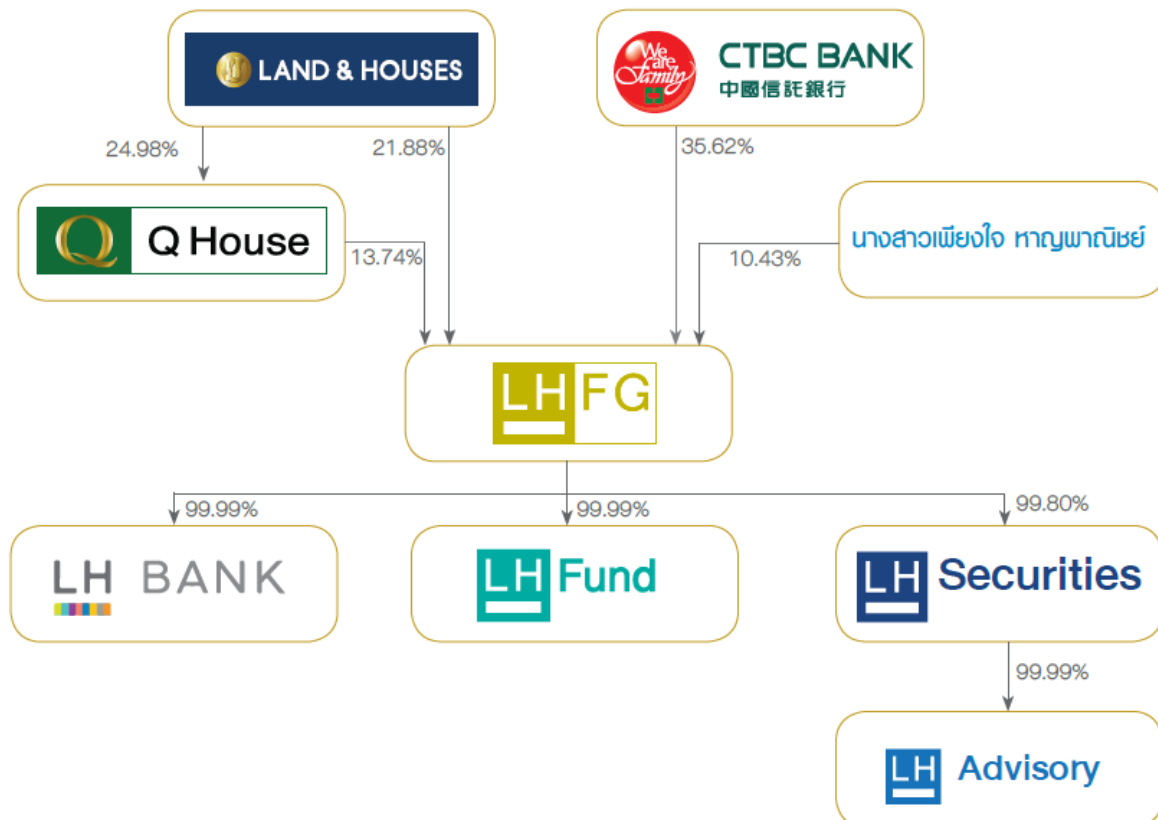 LAND & HOUSES
We are Family
CTBC BANK
中國信託銀行
24.98%
21.88%
35.62%
Q House
13.74%
10.43%
นางสาวเพียงใจ หาญพาณิชย์
LH FG
99.99%
99.99%
99.80%
LH BANK
LH Fund
LH Securities
99.99%
LH Advisory